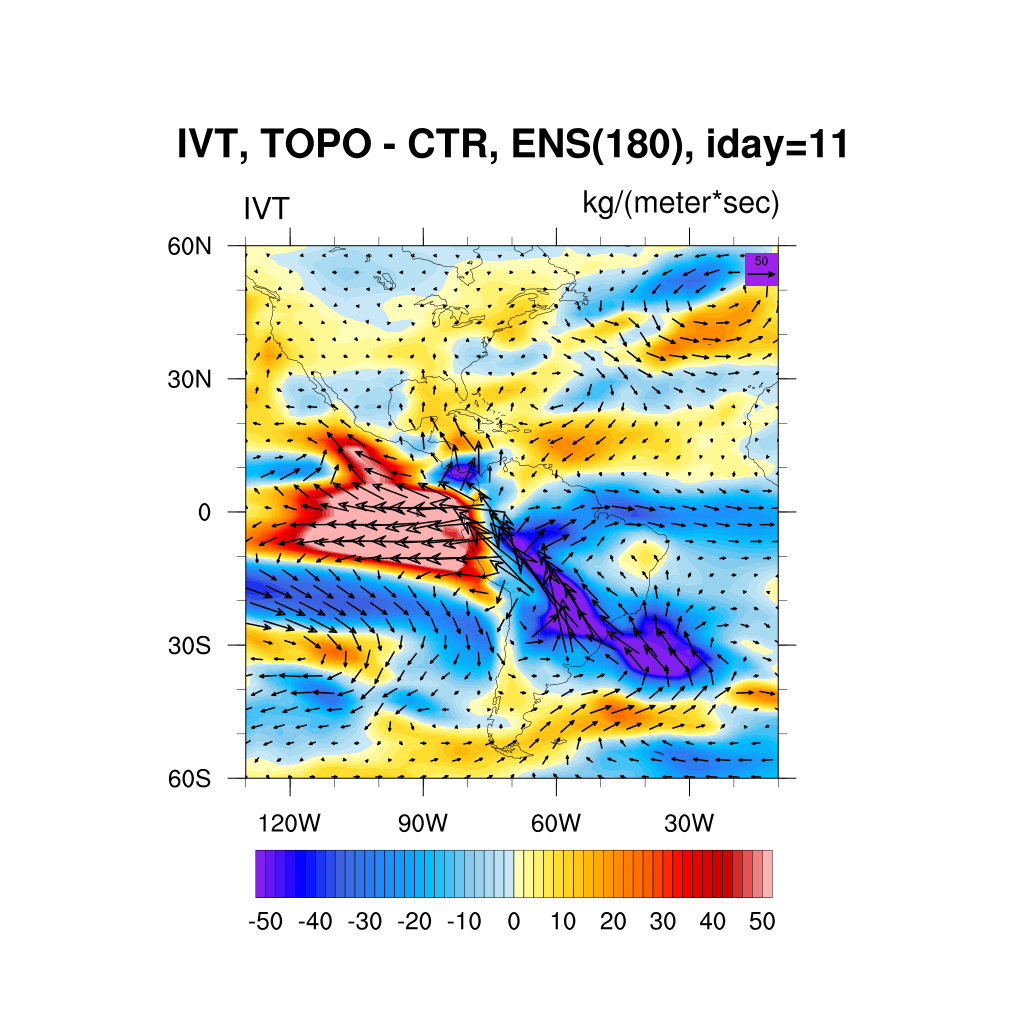 IVT, TOPO - CTR, ENS(180), iday=11
IVT kg/(meter*sec)
50
60N
30N
0
30S
60S
120W 90W 60W 30W
-50 -40 -30 -20 -10 0 10 20 30 40 50